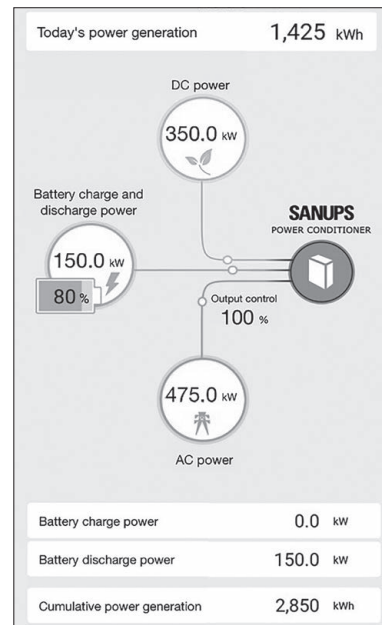 Today's power generation 1,425 kWh
DC power
350.0 kW
Battery charge and
discharge power
150.0 kW
80 %
SANUPS
POWER CONDITIONER
Output control
100 %
475.0 kW
AC power
Battery charge power 0.0 kW
Battery discharge power 150.0 kW
Cumulative power generation 2,850 kWh